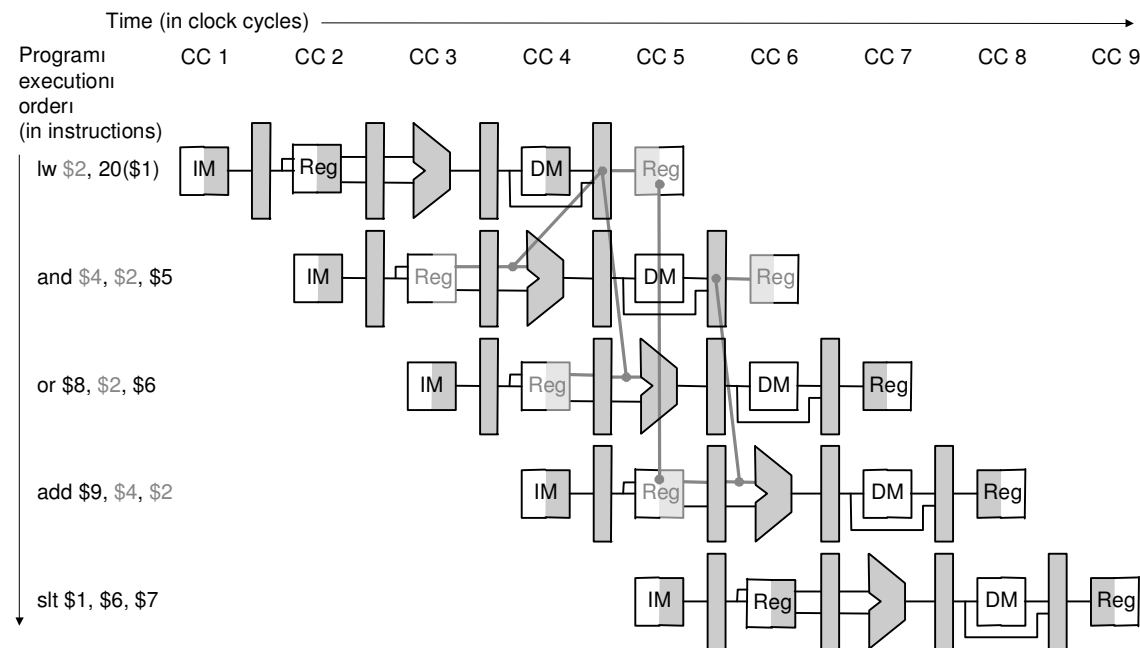 Time (in clock cycles)
Programı
executionı
orderı
(in instructions)
CC 1 CC 2 CC 3 CC 4 CC 5 CC 6 CC 7 CC 8 CC 9
lw $2, 20($1) IM Reg DM Reg
and $4, $2, $5 IM Reg DM Reg
or $8, $2, $6 IM Reg DM Reg
add $9, $4, $2 IM Reg DM Reg
slt $1, $6, $7 IM Reg DM Reg